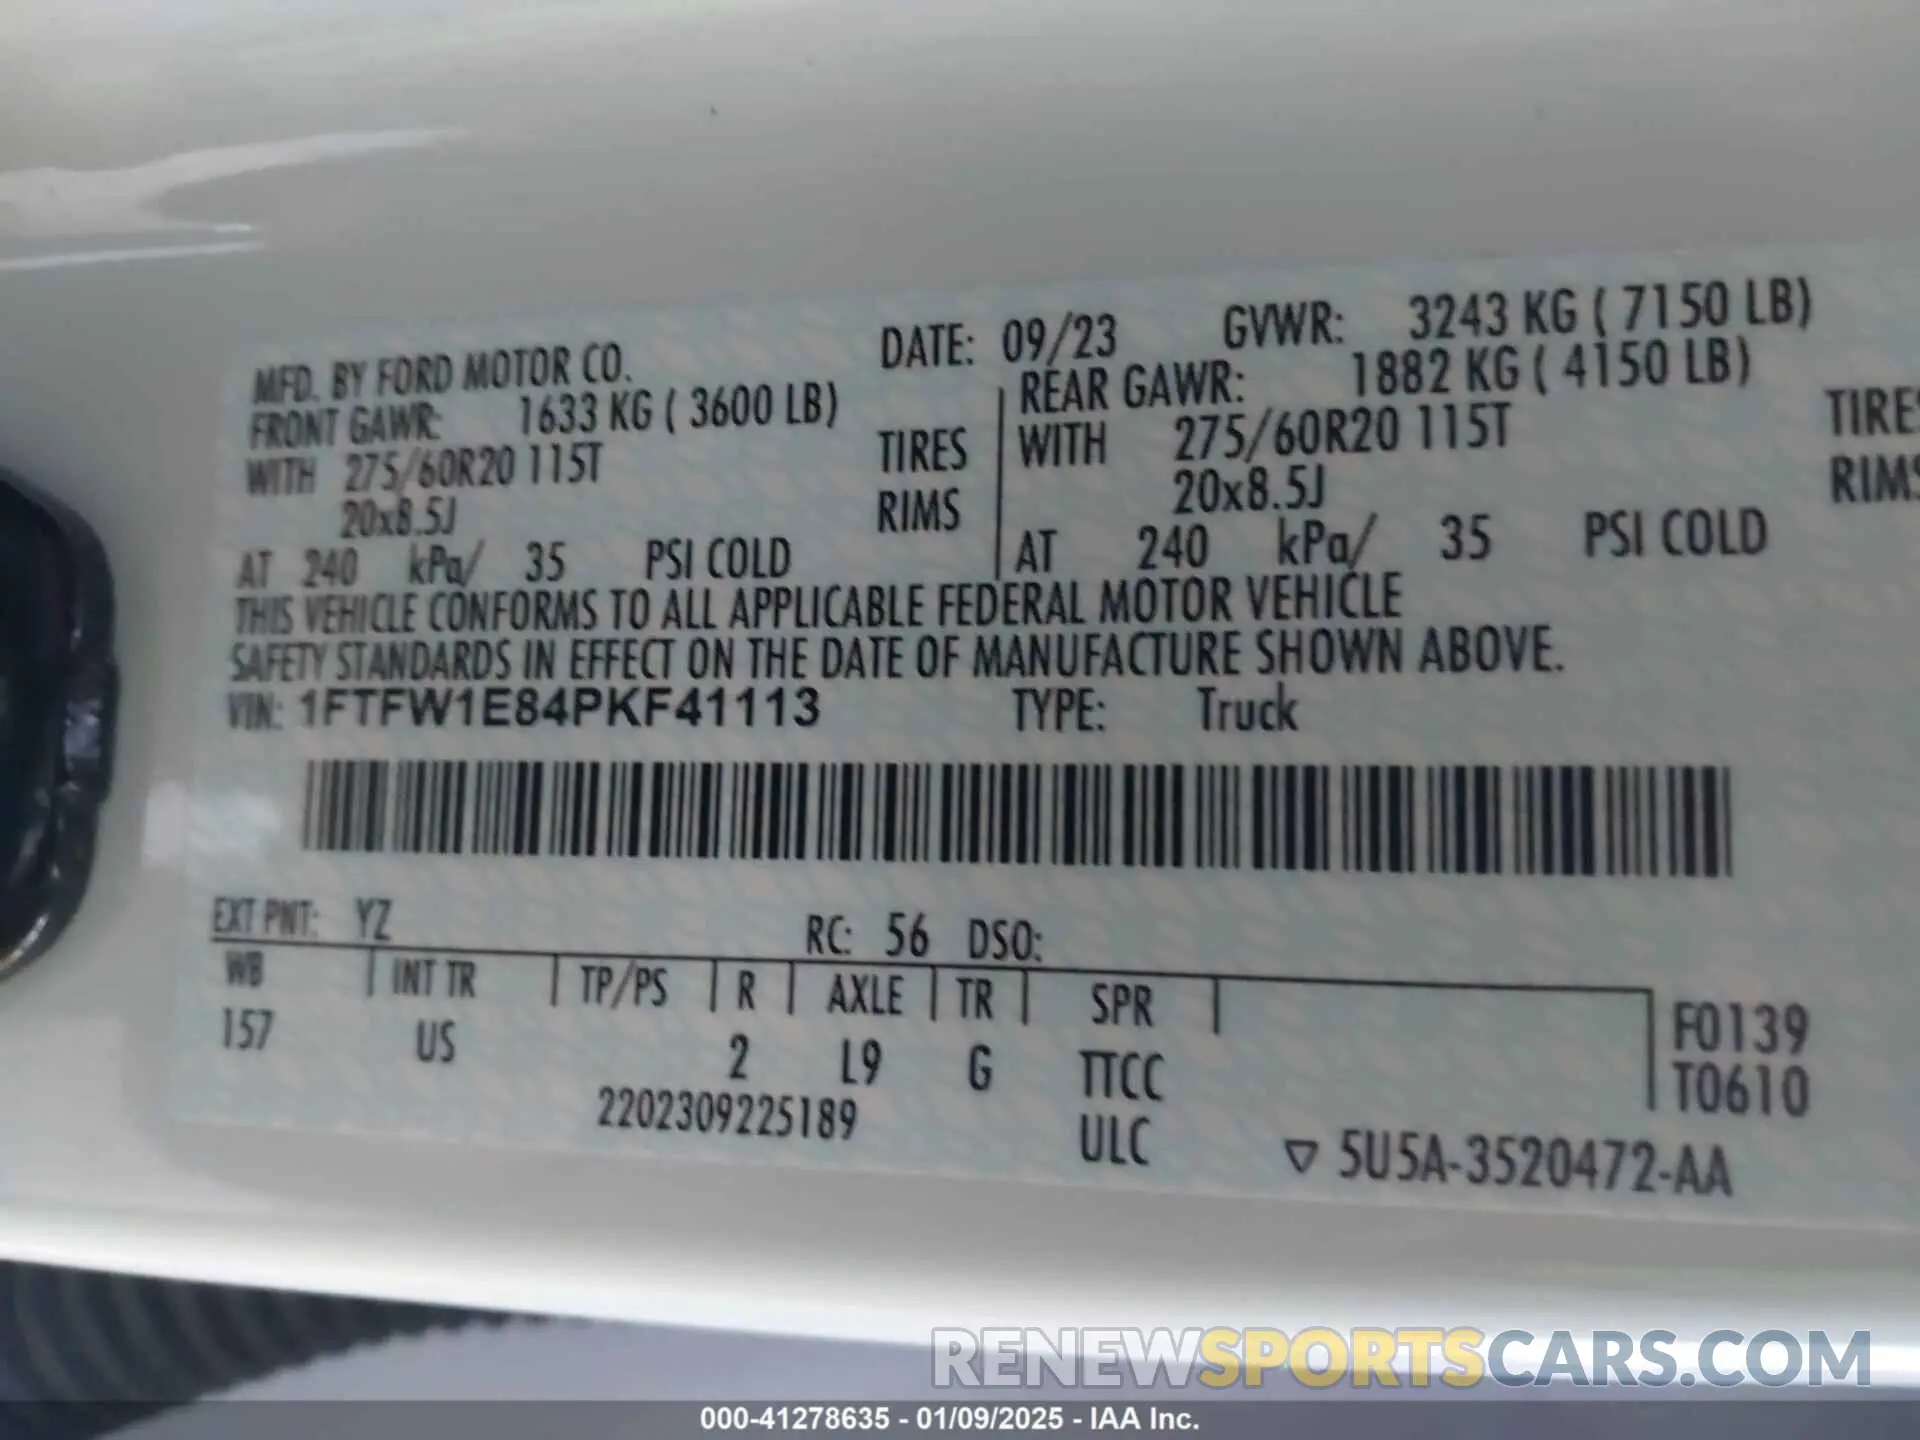 MFD. BY FORD MOTOR CO. DATE: 09/23 GVWR: 3243 KG ( 7150 LB)
FRONT GAWR: 1633 KG ( 3600 LB) REAR GAWR: 1882 KG ( 4150 LB)
WITH 275/60R20 115T TIRES WITH 275/60R20 115T TIRES
20x8.5J RIMS 20x8.5J RIMS
AT 240 kPa/ 35 PSI COLD AT 240 kPa/ 35 PSI COLD
THIS VEHICLE CONFORMS TO ALL APPLICABLE FEDERAL MOTOR VEHICLE
SAFETY STANDARDS IN EFFECT ON THE DATE OF MANUFACTURE SHOWN ABOVE.
VIN: 1FTFW1E84PKF41113 TYPE: Truck
EXT PNT: YZ RC: 56 DSO:
WB INT TR TP/PS R AXLE TR SPR F0139
157 US 2 L9 G TTCC T0610
2202309225189 ULC ▽ 5U5A-3520472-AA
RENEWSPORTSCARS.COM
000-41278635 - 01/09/2025 - IAA Inc.